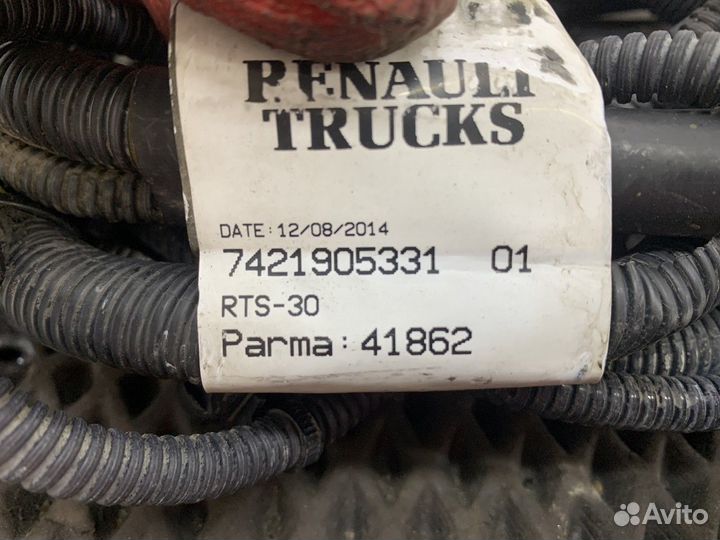 RENAULT
TRUCKS
DATE: 12/08/2014
7421905331 01
RTS-30
Parma: 41862
Avito